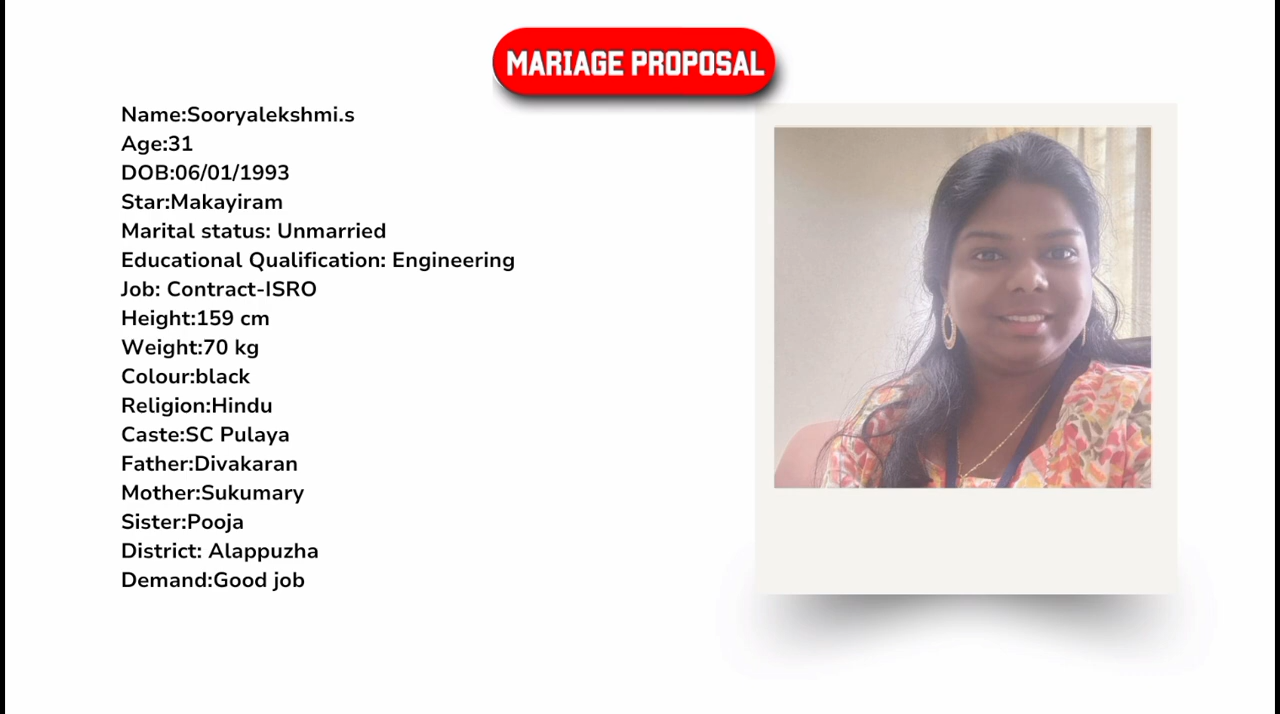 MARIAGE PROPOSAL
Name:Sooryalekshmi.s
Age:31
DOB:06/01/1993
Star:Makayiram
Marital status: Unmarried
Educational Qualification: Engineering
Job: Contract-ISRO
Height:159 cm
Weight:70 kg
Colour:black
Religion:Hindu
Caste:SC Pulaya
Father:Divakaran
Mother:Sukumary
Sister:Pooja
District: Alappuzha
Demand:Good job